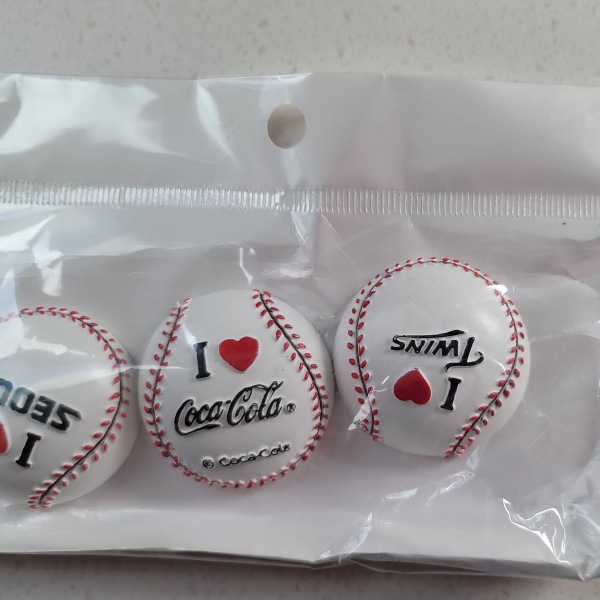 I
SEOU
I ❤
Coca-Cola®
© Coca-Cola
I ❤
TWINS